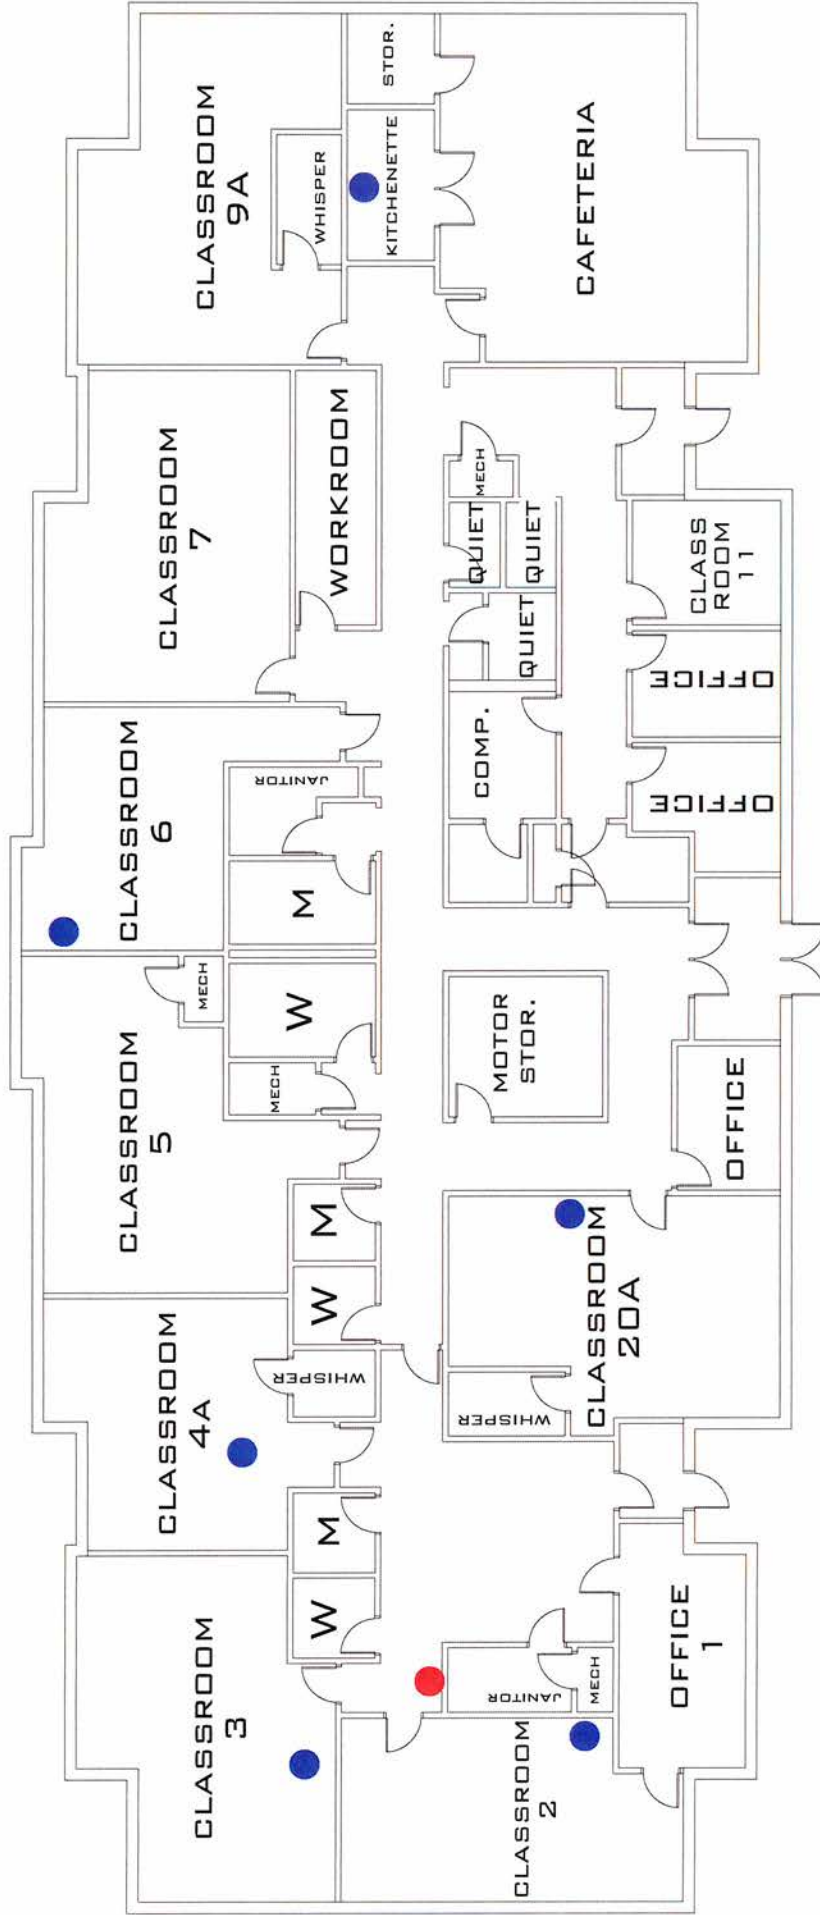 STOR.
CLASSROOM
9A
WHISPER
KITCHENETTE
CAFETERIA
CLASSROOM
7
WORKROOM
MECH
QUIET
QUIET
QUIET
CLASS
ROOM
11
OFFICE
OFFICE
COMP.
CLASSROOM
6
JANITOR
M
W
MECH
MECH
CLASSROOM
5
MOTOR
STOR.
OFFICE
M
W
WHISPER
CLASSROOM
4A
CLASSROOM
20A
WHISPER
M
W
CLASSROOM
3
JANITOR
MECH
OFFICE
1
CLASSROOM
2